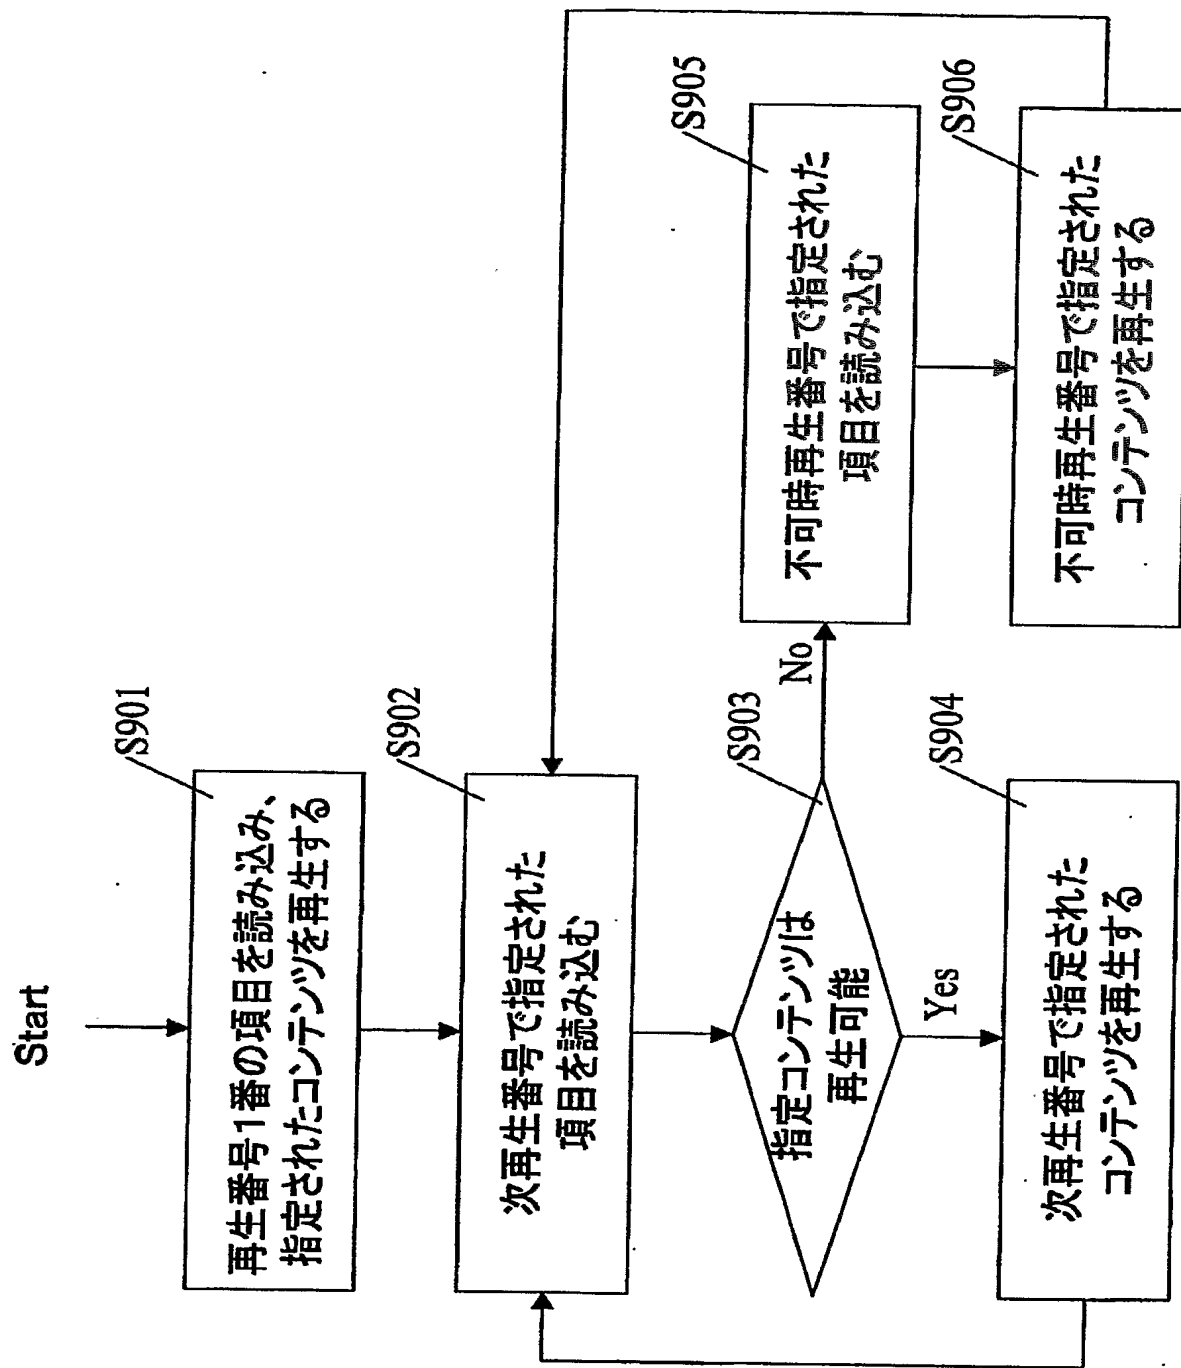 Start
S901
再生番号1番の項目を読み込み、
指定されたコンテンツを再生する
S902
次再生番号で指定された
項目を読み込む
S903
指定コンテンツは
再生可能
No
Yes
S904
次再生番号で指定された
コンテンツを再生する
S905
不可時再生番号で指定された
項目を読み込む
S906
不可時再生番号で指定された
コンテンツを再生する